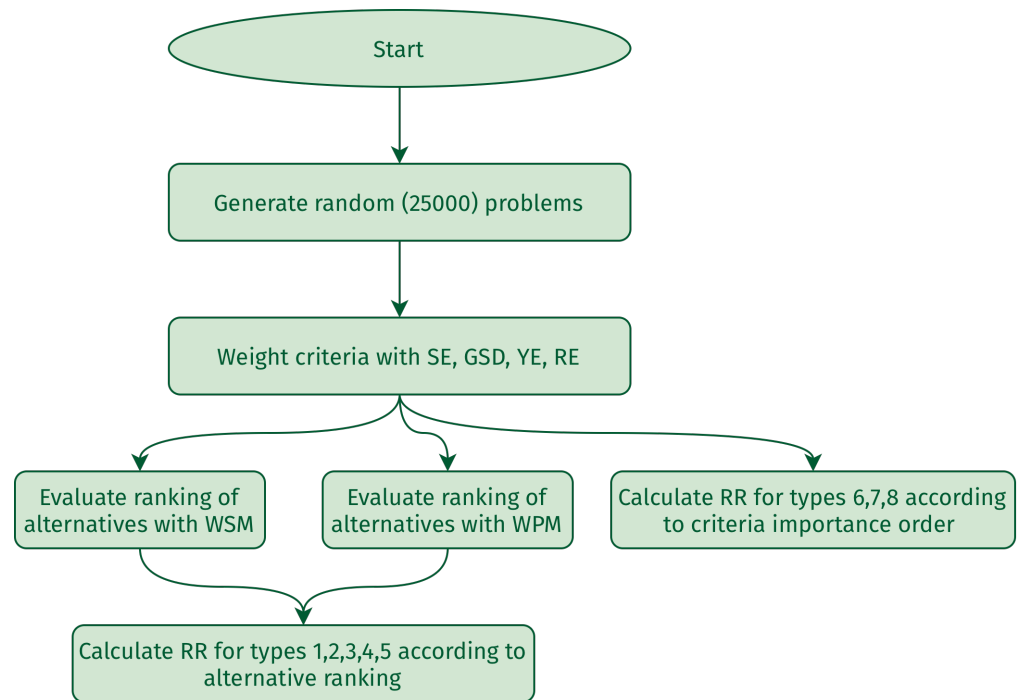 Start
Generate random (25000) problems
Weight criteria with SE, GSD, YE, RE
Evaluate ranking of
alternatives with WSM
Evaluate ranking of
alternatives with WPM
Calculate RR for types 6,7,8 according
to criteria importance order
Calculate RR for types 1,2,3,4,5 according to
alternative ranking